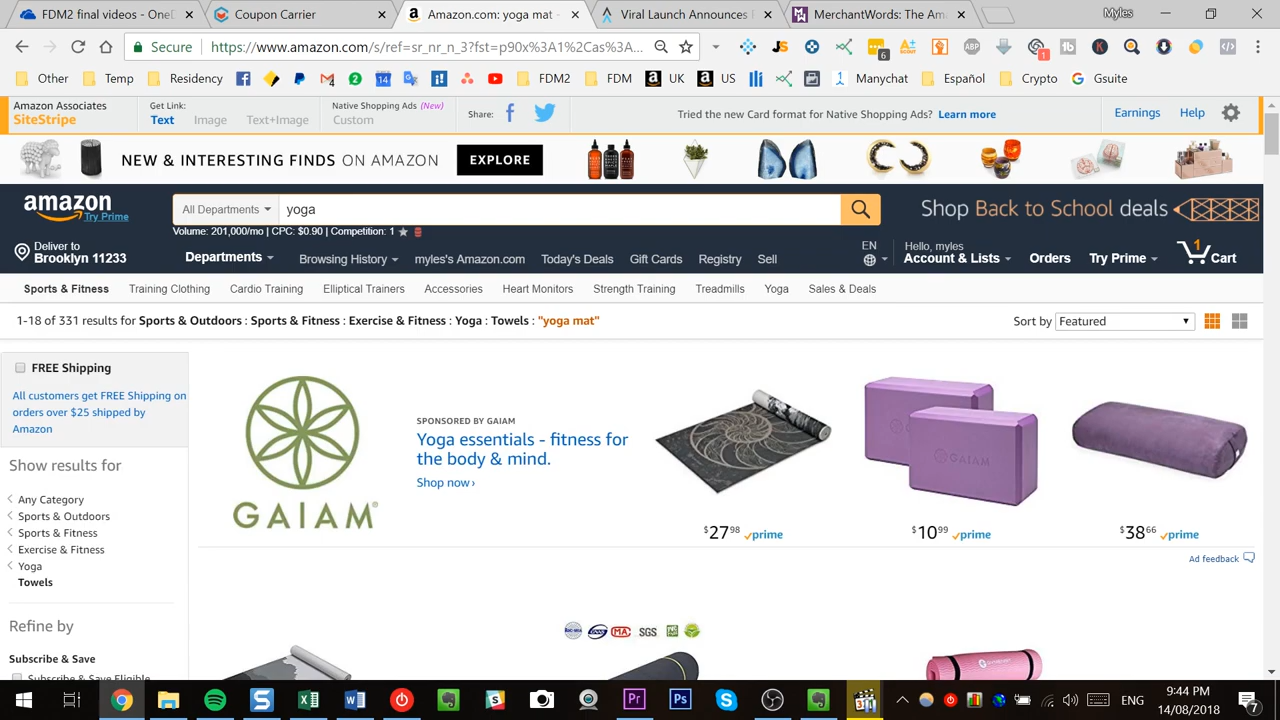 FDM2 final videos - OneD
Coupon Carrier
Amazon.com: yoga mat -
Viral Launch Announces F
MerchantWords: The Ama
Myles
Secure
https://www.amazon.com/s/ref=sr_nr_n_3?fst=p90x%3A1%2Cas%3A...
6
JS
ABP
1
tb
K
Other
Temp
Residency
2
14
FDM2
FDM
UK
US
Manychat
Español
Crypto
Gsuite
Amazon Associates
SiteStripe
Get Link:
Text
Image
Text+Image
Native Shopping Ads (New)
Custom
Share:
Tried the new Card format for Native Shopping Ads? Learn more
Earnings
Help
NEW & INTERESTING FINDS ON AMAZON
EXPLORE
amazon
Try Prime
All Departments
yoga
Shop Back to School deals
Volume: 201,000/mo | CPC: $0.90 | Competition: 1
Deliver to
Brooklyn 11233
Departments
Browsing History
myles's Amazon.com
Today's Deals
Gift Cards
Registry
Sell
EN
Hello, myles
Account & Lists
Orders
Try Prime
1
Cart
Sports & Fitness
Training Clothing
Cardio Training
Elliptical Trainers
Accessories
Heart Monitors
Strength Training
Treadmills
Yoga
Sales & Deals
1-18 of 331 results for Sports & Outdoors : Sports & Fitness : Exercise & Fitness : Yoga : Towels : "yoga mat"
Sort by
Featured
FREE Shipping
All customers get FREE Shipping on
orders over $25 shipped by
Amazon
Show results for
Any Category
Sports & Outdoors
Sports & Fitness
Exercise & Fitness
Yoga
Towels
Refine by
Subscribe & Save
Subscribe & Save Eligible
GAIAM®
SPONSORED BY GAIAM
Yoga essentials - fitness for
the body & mind.
Shop now ›
GAIAM
$27 98 prime
$10 99 prime
$38 66 prime
Ad feedback
SGS
ENG
9:44 PM
14/08/2018
7